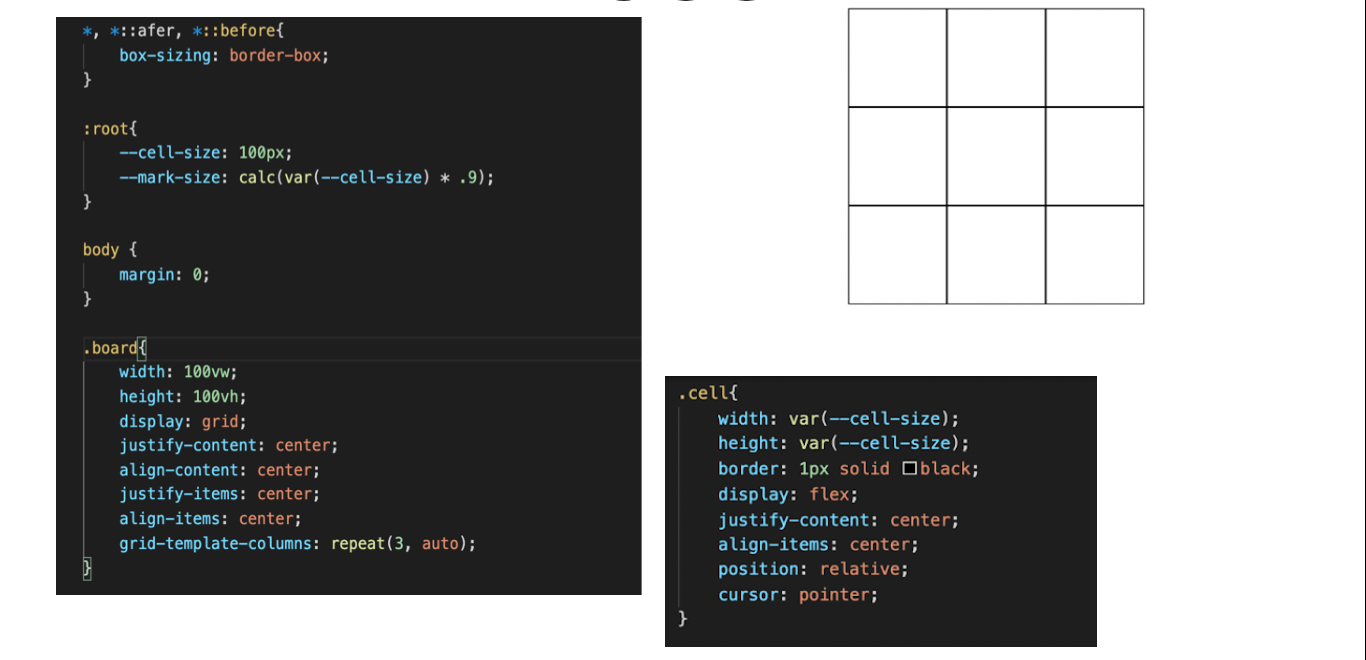 *, *::afer, *::before{
box-sizing: border-box;
}
:root{
--cell-size: 100px;
--mark-size: calc(var(--cell-size) * .9);
}
body {
margin: 0;
}
.board{
width: 100vw;
height: 100vh;
display: grid;
justify-content: center;
align-content: center;
justify-items: center;
align-items: center;
grid-template-columns: repeat(3, auto);
}
.cell{
width: var(--cell-size);
height: var(--cell-size);
border: 1px solid black;
display: flex;
justify-content: center;
align-items: center;
position: relative;
cursor: pointer;
}